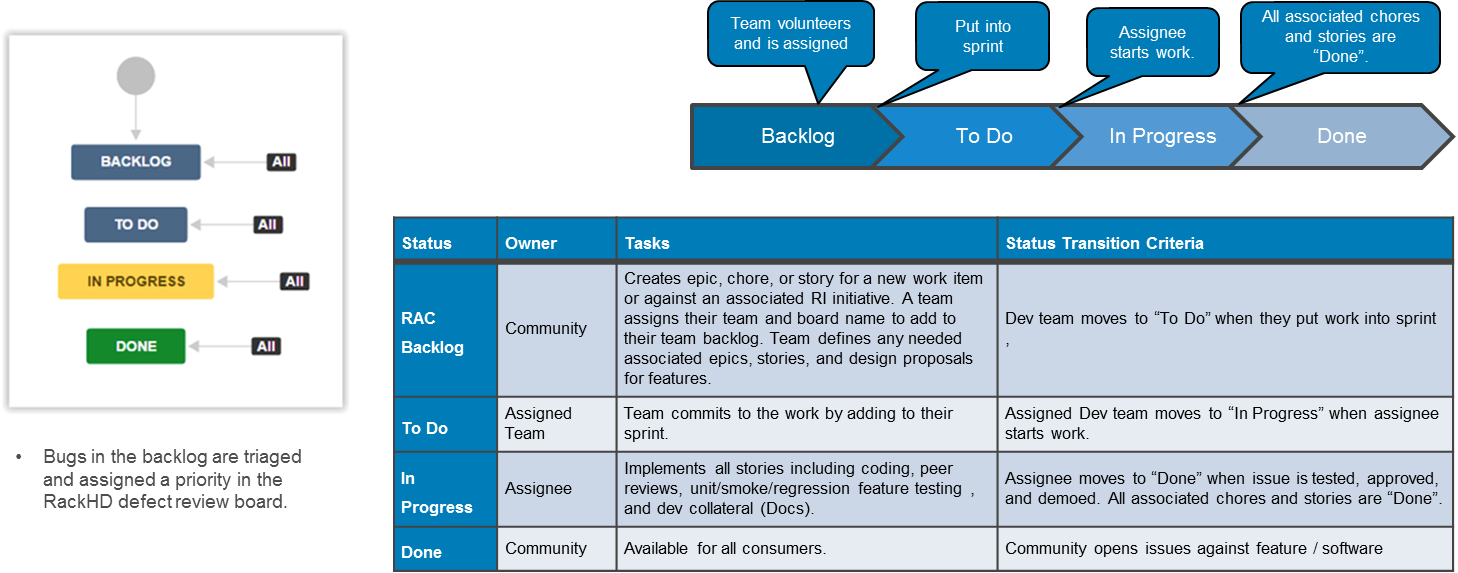 Team volunteers
and is assigned
Put into
sprint
Assignee
starts work.
All associated chores
and stories are
“Done”.
Backlog
To Do
In Progress
Done
BACKLOG
All
TO DO
All
IN PROGRESS
All
DONE
All
• Bugs in the backlog are triaged
and assigned a priority in the
RackHD defect review board.
Status Owner Tasks Status Transition Criteria
RAC
Backlog
Community
Creates epic, chore, or story for a new work item
or against an associated RI initiative. A team
assigns their team and board name to add to
their team backlog. Team defines any needed
associated epics, stories, and design proposals
for features.
Dev team moves to “To Do” when they put work into sprint
,
To Do
Assigned
Team
Team commits to the work by adding to their
sprint.
Assigned Dev team moves to “In Progress” when assignee
starts work.
In
Progress
Assignee
Implements all stories including coding, peer
reviews, unit/smoke/regression feature testing ,
and dev collateral (Docs).
Assignee moves to “Done” when issue is tested, approved,
and demoed. All associated chores and stories are “Done”.
Done
Community
Available for all consumers.
Community opens issues against feature / software